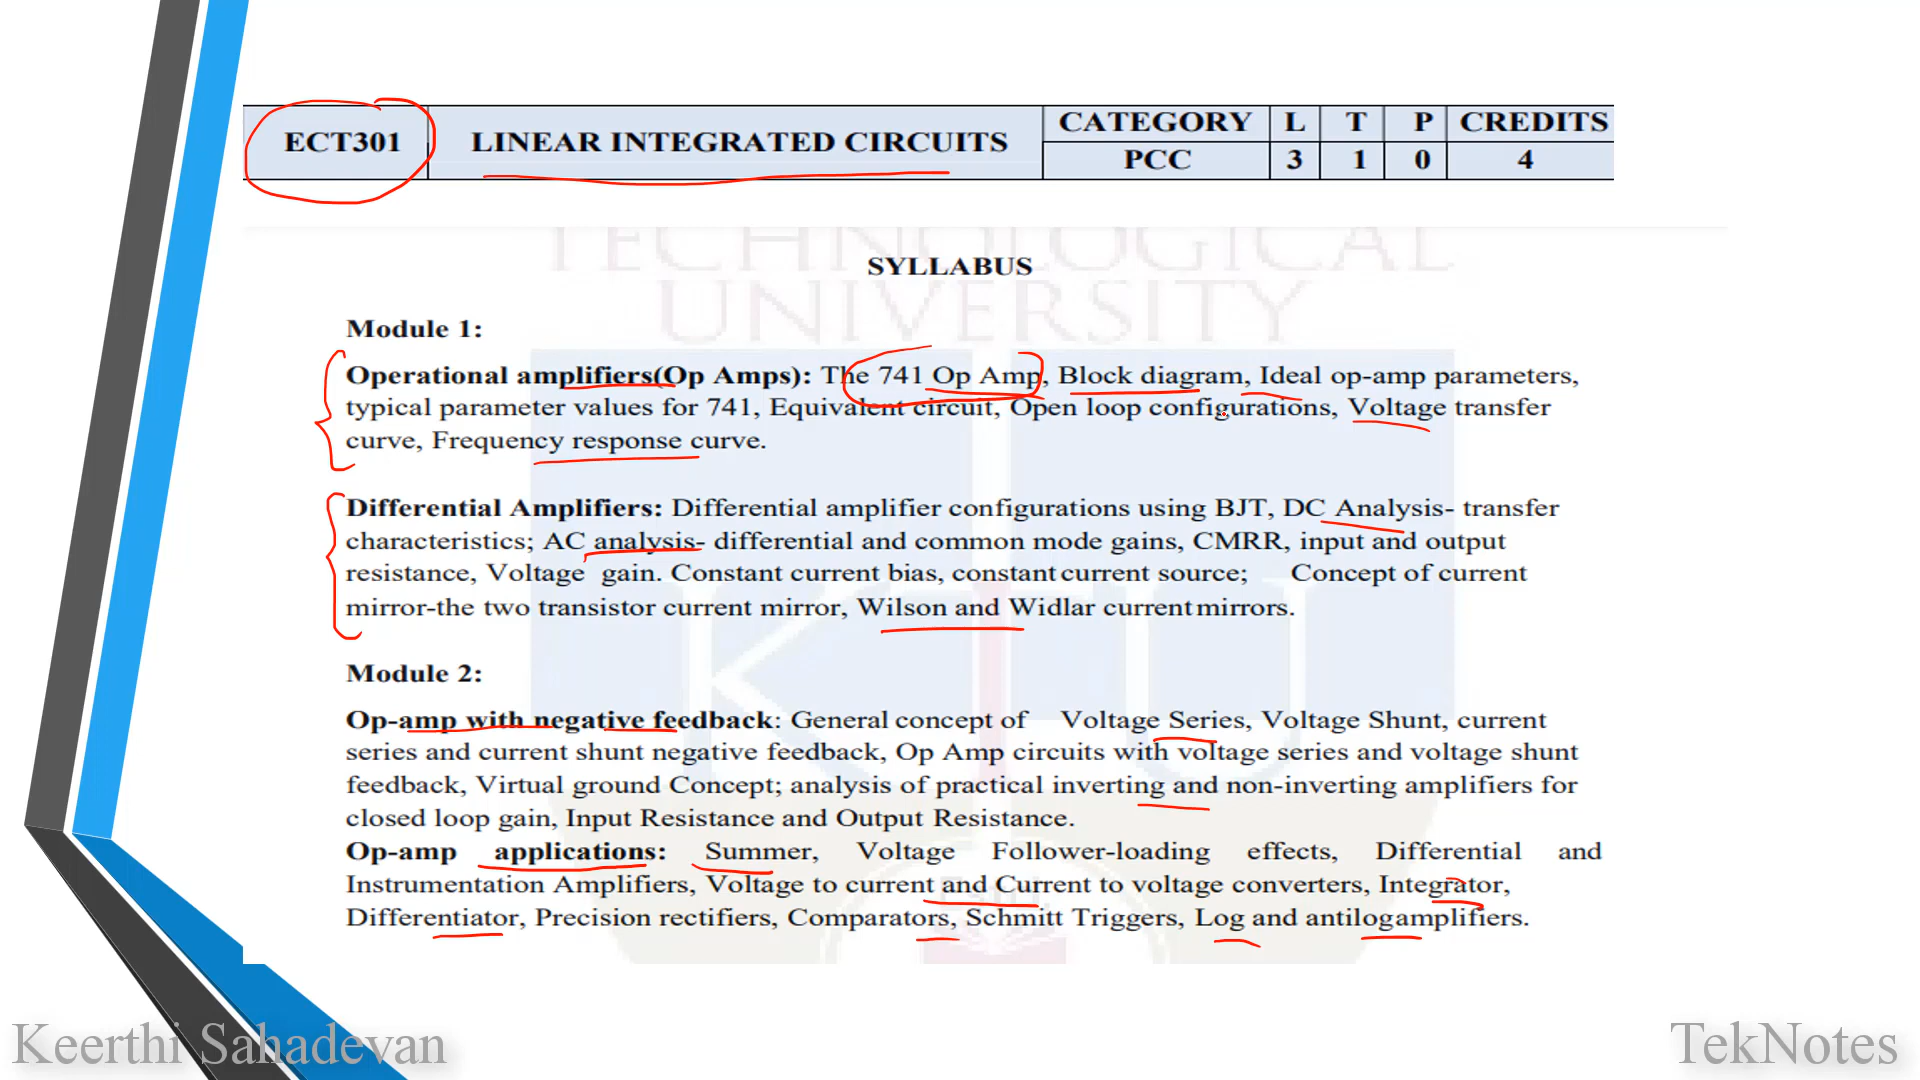 ECT301 LINEAR INTEGRATED CIRCUITS CATEGORY L T P CREDITS
PCC 3 1 0 4
TECHNOLOGICAL
SYLLABUS
UNIVERSITY
Module 1:
Operational amplifiers(Op Amps): The 741 Op Amp, Block diagram, Ideal op-amp parameters,
typical parameter values for 741, Equivalent circuit, Open loop configurations, Voltage transfer
curve, Frequency response curve.
Differential Amplifiers: Differential amplifier configurations using BJT, DC Analysis- transfer
characteristics; AC analysis- differential and common mode gains, CMRR, input and output
resistance, Voltage gain. Constant current bias, constant current source; Concept of current
mirror-the two transistor current mirror, Wilson and Widlar current mirrors.
Module 2:
Op-amp with negative feedback: General concept of Voltage Series, Voltage Shunt, current
series and current shunt negative feedback, Op Amp circuits with voltage series and voltage shunt
feedback, Virtual ground Concept; analysis of practical inverting and non-inverting amplifiers for
closed loop gain, Input Resistance and Output Resistance.
Op-amp applications: Summer, Voltage Follower-loading effects, Differential and
Instrumentation Amplifiers, Voltage to current and Current to voltage converters, Integrator,
Differentiator, Precision rectifiers, Comparators, Schmitt Triggers, Log and antilog amplifiers.
KTU
Keerthi Sahadevan
TekNotes